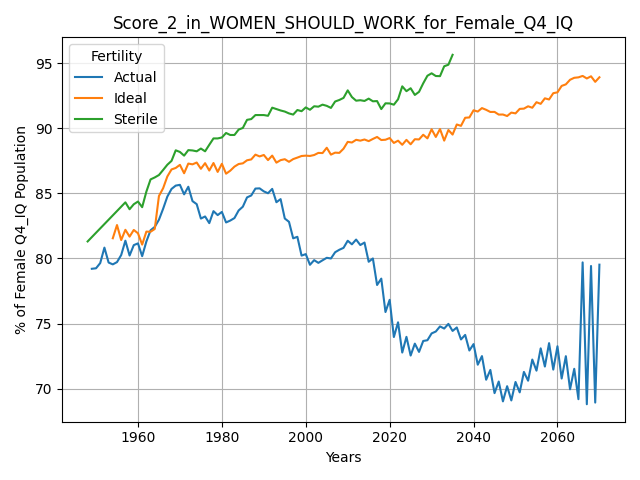 Score_2_in_WOMEN_SHOULD_WORK_for_Female_Q4_IQ
Fertility
Actual
Ideal
Sterile
95
90
85
80
75
70
% of Female Q4_IQ Population
1960
1980
2000
2020
2040
2060
Years